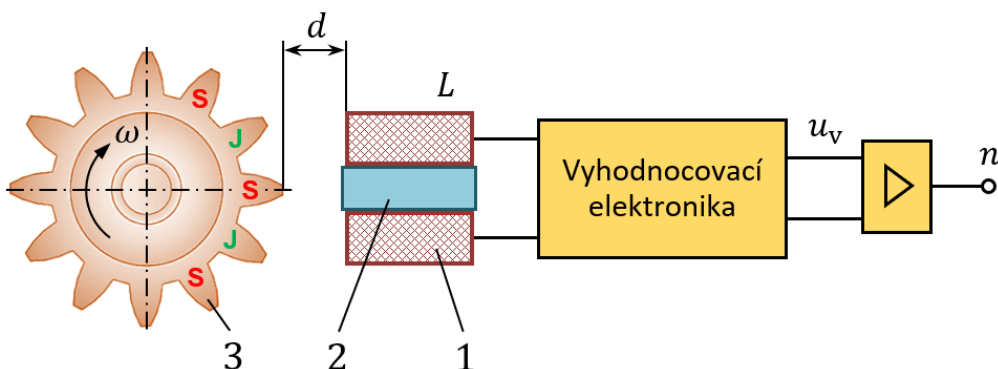 d
L
S
J
ω
S
J
S
Vyhodnocovací
elektronika
u_v
n
3
2
1